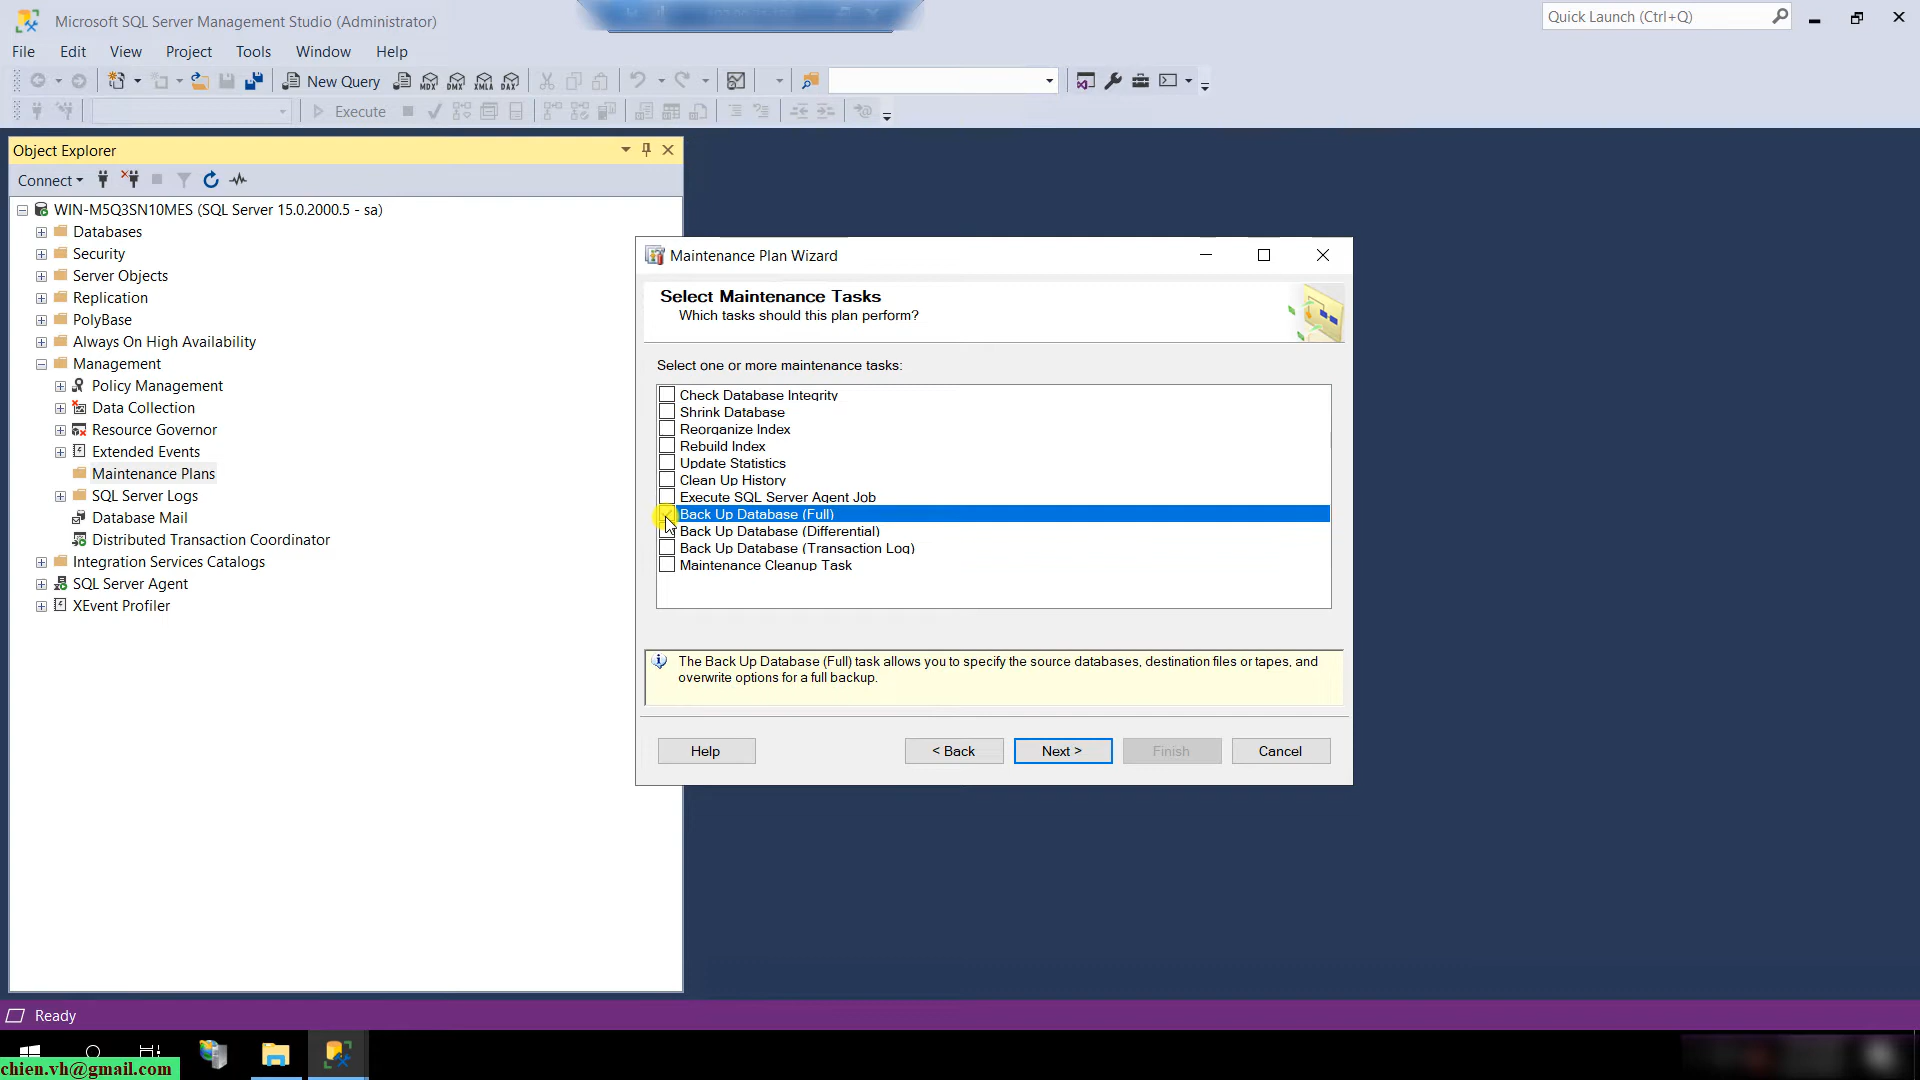 Microsoft SQL Server Management Studio (Administrator)
Quick Launch (Ctrl+Q)
File Edit View Project Tools Window Help
New Query MDX DMX XMLA DAX
Execute
Object Explorer
Connect
WIN-M5Q3SN10MES (SQL Server 15.0.2000.5 - sa)
Databases
Security
Server Objects
Replication
PolyBase
Always On High Availability
Management
Policy Management
Data Collection
Resource Governor
Extended Events
Maintenance Plans
SQL Server Logs
Database Mail
Distributed Transaction Coordinator
Integration Services Catalogs
SQL Server Agent
XEvent Profiler
Maintenance Plan Wizard
Select Maintenance Tasks
Which tasks should this plan perform?
Select one or more maintenance tasks:
Check Database Integrity
Shrink Database
Reorganize Index
Rebuild Index
Update Statistics
Clean Up History
Execute SQL Server Agent Job
Back Up Database (Full)
Back Up Database (Differential)
Back Up Database (Transaction Log)
Maintenance Cleanup Task
The Back Up Database (Full) task allows you to specify the source databases, destination files or tapes, and
overwrite options for a full backup.
Help < Back Next > Finish Cancel
Ready
chien.vh@gmail.com